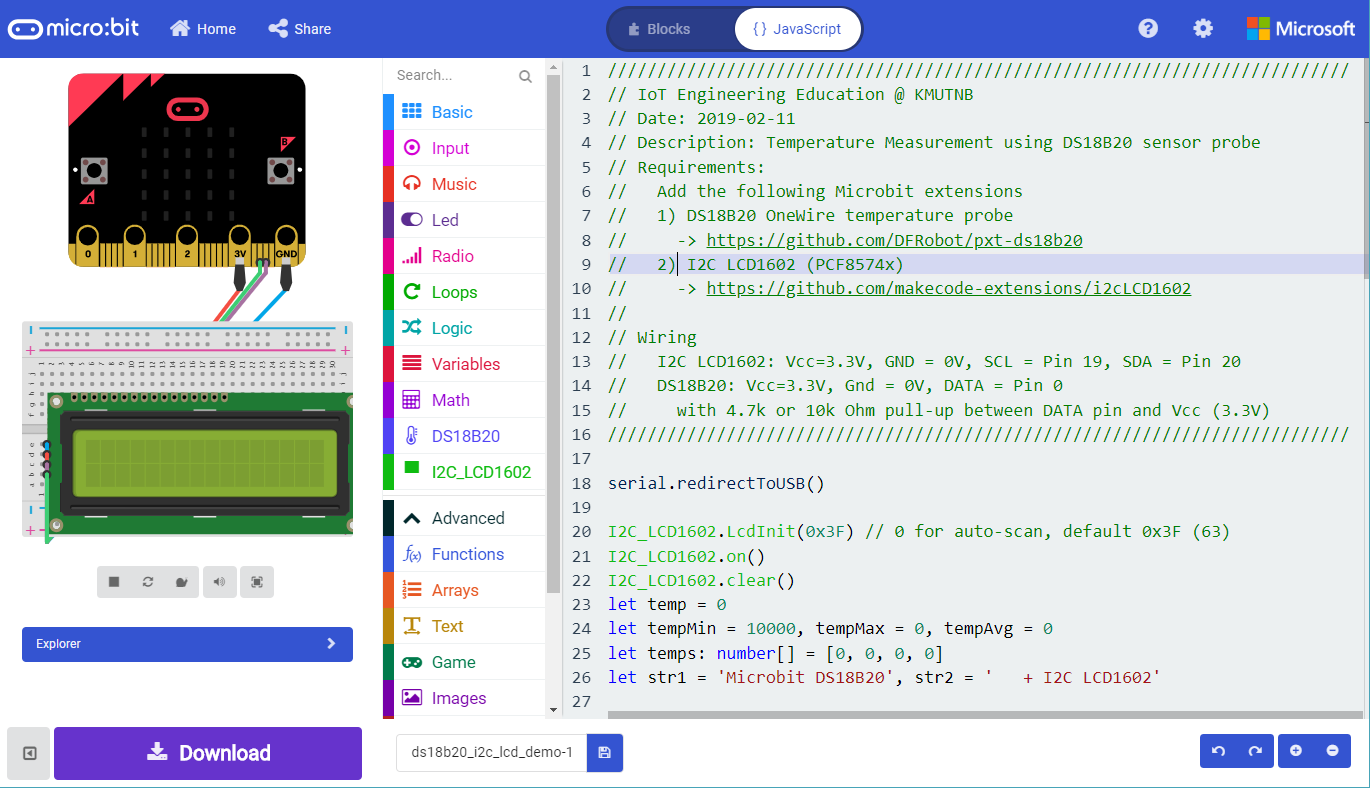 micro:bit Home Share Blocks {} JavaScript ? Microsoft
A
B
0 1 2 3V GND
Explorer
Download
Search...
Basic
Input
Music
Led
Radio
Loops
Logic
Variables
Math
DS18B20
I2C_LCD1602
Advanced
f(x) Functions
Arrays
Text
Game
Images
1 ///////////////////////////////////////////////////////////////////////////
2 // IoT Engineering Education @ KMUTNB
3 // Date: 2019-02-11
4 // Description: Temperature Measurement using DS18B20 sensor probe
5 // Requirements:
6 //   Add the following Microbit extensions
7 //   1) DS18B20 OneWire temperature probe
8 //     -> https://github.com/DFRobot/pxt-ds18b20
9 //   2) I2C LCD1602 (PCF8574x)
10 //     -> https://github.com/makecode-extensions/i2cLCD1602
11 //
12 // Wiring
13 //   I2C LCD1602: Vcc=3.3V, GND = 0V, SCL = Pin 19, SDA = Pin 20
14 //   DS18B20: Vcc=3.3V, Gnd = 0V, DATA = Pin 0
15 //     with 4.7k or 10k Ohm pull-up between DATA pin and Vcc (3.3V)
16 ///////////////////////////////////////////////////////////////////////////
17
18 serial.redirectToUSB()
19
20 I2C_LCD1602.LcdInit(0x3F) // 0 for auto-scan, default 0x3F (63)
21 I2C_LCD1602.on()
22 I2C_LCD1602.clear()
23 let temp = 0
24 let tempMin = 10000, tempMax = 0, tempAvg = 0
25 let temps: number[] = [0, 0, 0, 0]
26 let str1 = 'Microbit DS18B20', str2 = '   + I2C LCD1602'
27
ds18b20_i2c_lcd_demo-1